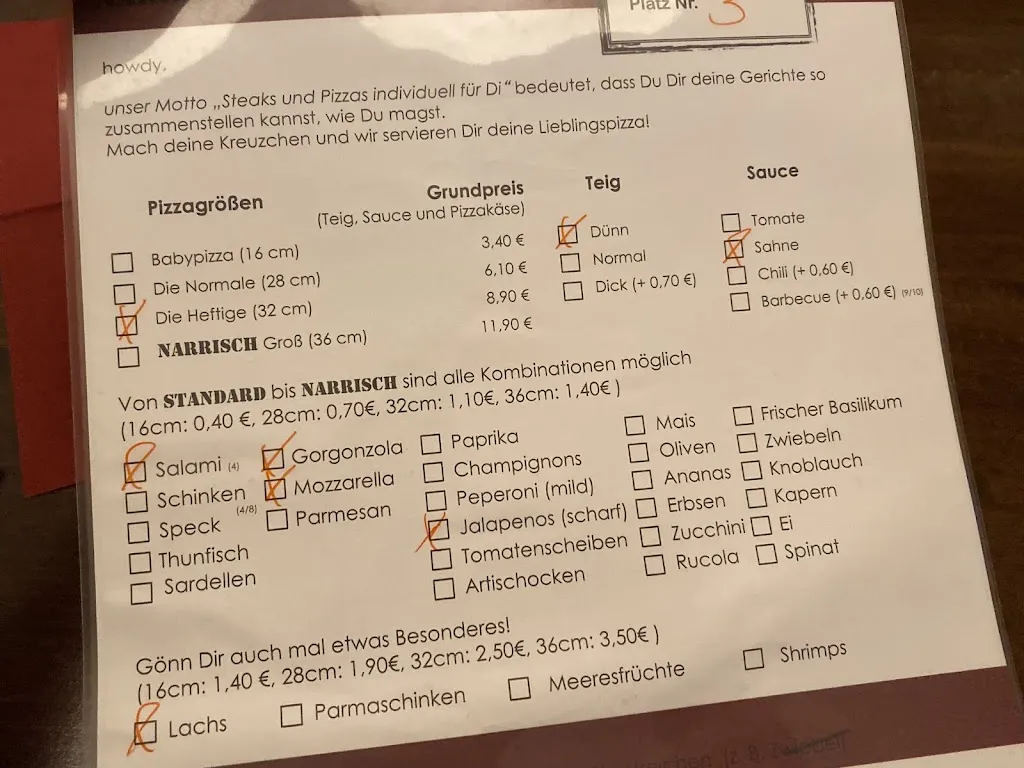 Platz Nr. 3
howdy,
unser Motto „Steaks und Pizzas individuell für Di“ bedeutet, dass Du Dir deine Gerichte so
zusammenstellen kannst, wie Du magst.
Mach deine Kreuzchen und wir servieren Dir deine Lieblingspizza!
Pizzagrößen Grundpreis Teig Sauce
(Teig, Sauce und Pizzakäse)
Babypizza (16 cm) 3,40 € Dünn Tomate
Die Normale (28 cm) 6,10 € Normal Sahne
Die Heftige (32 cm) 8,90 € Dick (+ 0,70 €) Chili (+ 0,60 €)
NARRISCH Groß (36 cm) 11,90 € Barbecue (+ 0,60 €) (9/10)
Von STANDARD bis NARRISCH sind alle Kombinationen möglich
(16cm: 0,40 €, 28cm: 0,70€, 32cm: 1,10€, 36cm: 1,40€ )
Salami (4) Gorgonzola Paprika Mais Frischer Basilikum
Schinken (4/8) Mozzarella Champignons Oliven Zwiebeln
Speck Parmesan Peperoni (mild) Ananas Knoblauch
Thunfisch Jalapenos (scharf) Erbsen Kapern
Sardellen Tomatenscheiben Zucchini Ei
Artischocken Rucola Spinat
Gönn Dir auch mal etwas Besonderes!
(16cm: 1,40 €, 28cm: 1,90€, 32cm: 2,50€, 36cm: 3,50€ )
Lachs Parmaschinken Meeresfrüchte Shrimps